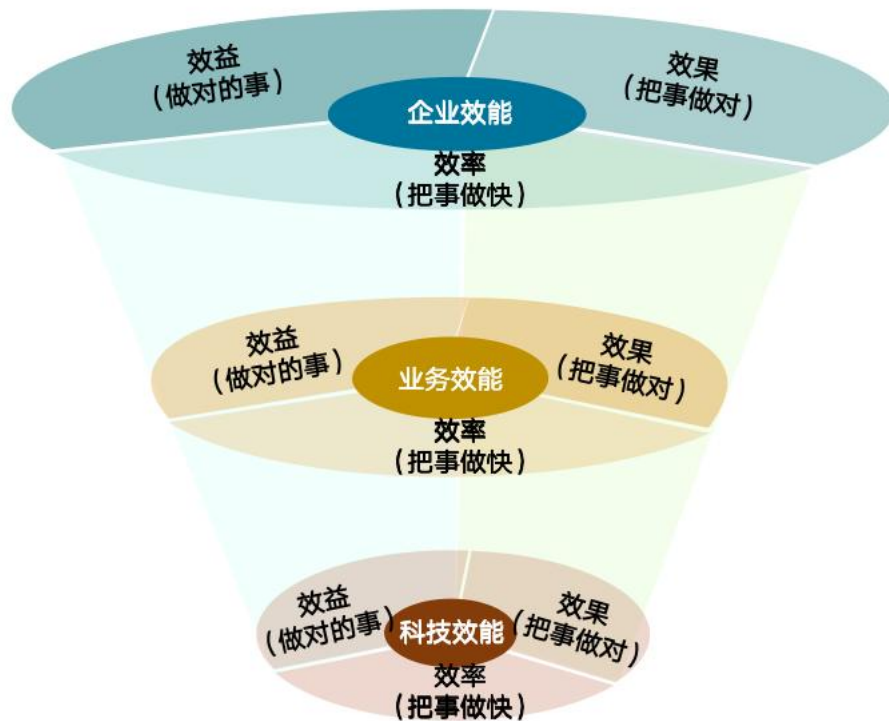 效益
（做对的事）
效果
（把事做对）
企业效能
效率
（把事做快）
效益
（做对的事）
效果
（把事做对）
业务效能
效率
（把事做快）
效益
（做对的事）
效果
（把事做对）
科技效能
效率
（把事做快）